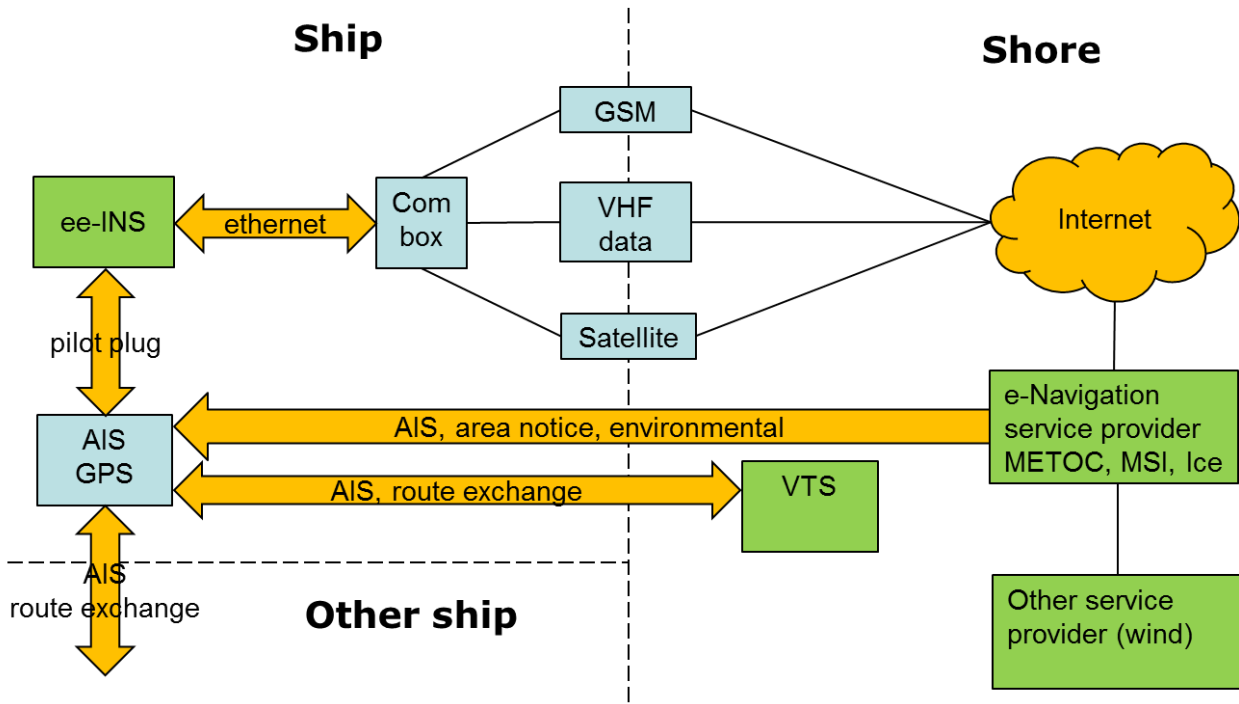 Ship
Shore
GSM
ee-INS
ethernet
Com
box
VHF
data
Internet
Satellite
pilot plug
AIS
GPS
AIS, area notice, environmental
e-Navigation
service provider
METOC, MSI, Ice
AIS, route exchange
VTS
AIS
route exchange
Other ship
Other service
provider (wind)